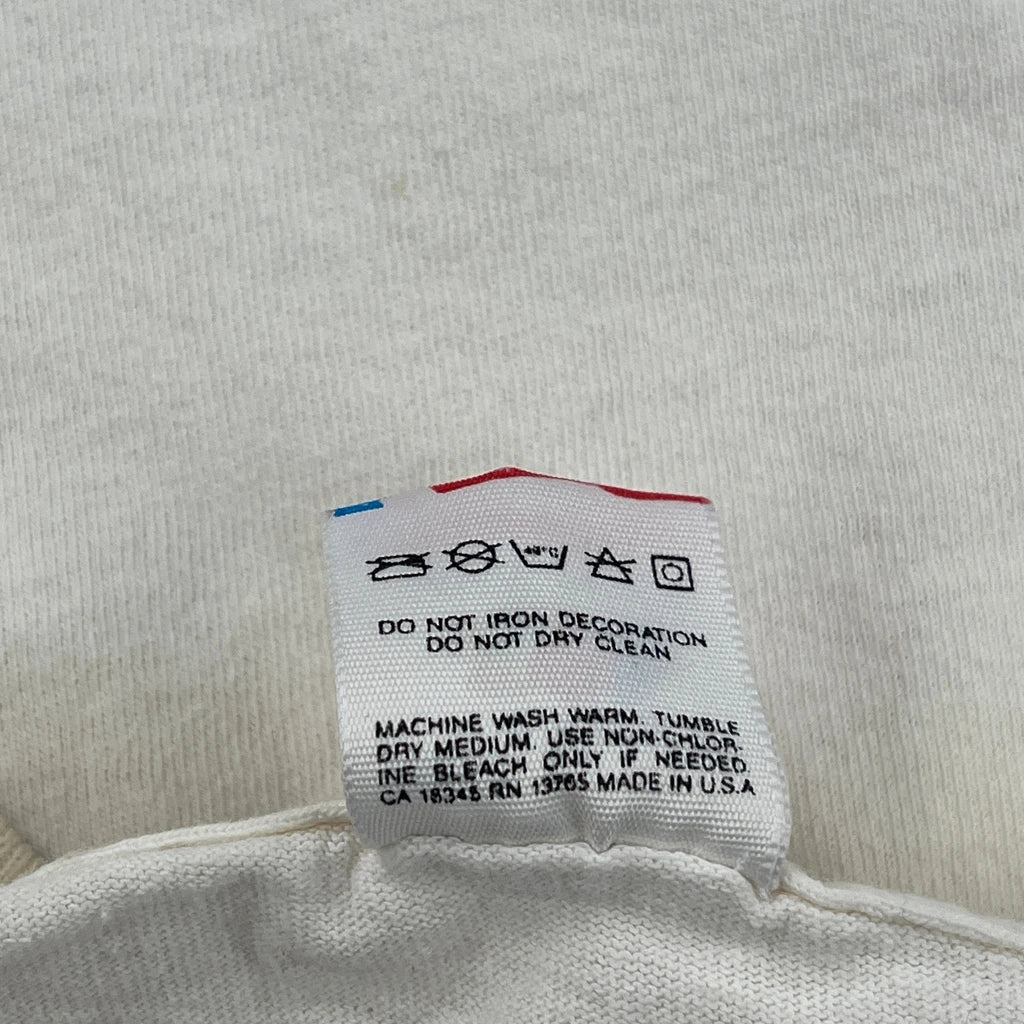 40°C
DO NOT IRON DECORATION
DO NOT DRY CLEAN
MACHINE WASH WARM. TUMBLE
DRY MEDIUM. USE NON-CHLOR-
INE BLEACH ONLY IF NEEDED.
CA 18345 RN 13765 MADE IN U.S.A